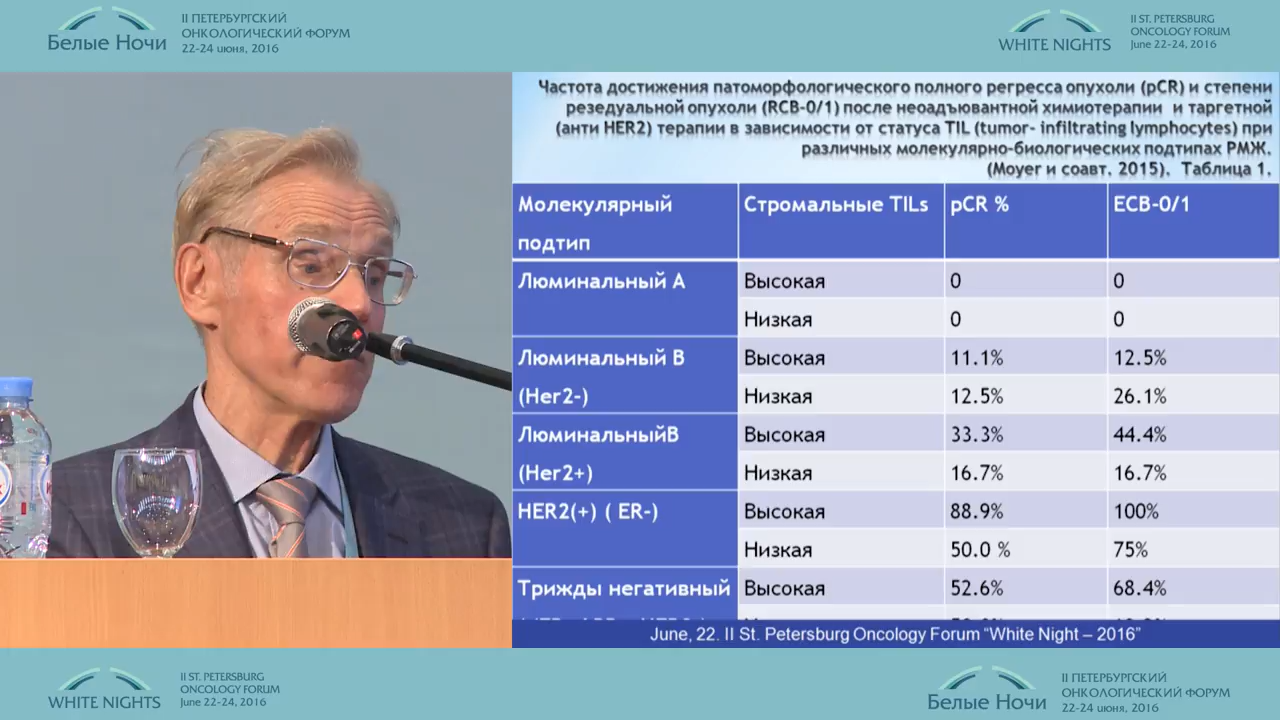 Белые Ночи
II ПЕТЕРБУРГСКИЙ
ОНКОЛОГИЧЕСКИЙ ФОРУМ
22-24 июня, 2016
WHITE NIGHTS
II ST. PETERSBURG
ONCOLOGY FORUM
June 22-24, 2016
Частота достижения патоморфологического полного регресса опухоли (pCR) и степени
резедуальной опухоли (RCB-0/1) после неоадъювантной химиотерапии и таргетной
(анти HER2) терапии в зависимости от статуса TIL (tumor- infiltrating lymphocytes) при
различных молекулярно-биологических подтипах РМЖ.
(Моуег и соавт. 2015). Таблица 1.
Молекулярный подтип Стромальные TILs pCR % ECB-0/1
Люминальный А Высокая 0 0
Низкая 0 0
Люминальный В Высокая 11.1% 12.5%
(Her2-) Низкая 12.5% 26.1%
ЛюминальныйВ Высокая 33.3% 44.4%
(Her2+) Низкая 16.7% 16.7%
HER2(+) ( ER-) Высокая 88.9% 100%
Низкая 50.0 % 75%
Трижды негативный Высокая 52.6% 68.4%
June, 22. II St. Petersburg Oncology Forum “White Night – 2016”
WHITE NIGHTS
II ST. PETERSBURG
ONCOLOGY FORUM
June 22-24, 2016
Белые Ночи
II ПЕТЕРБУРГСКИЙ
ОНКОЛОГИЧЕСКИЙ ФОРУМ
22-24 июня, 2016